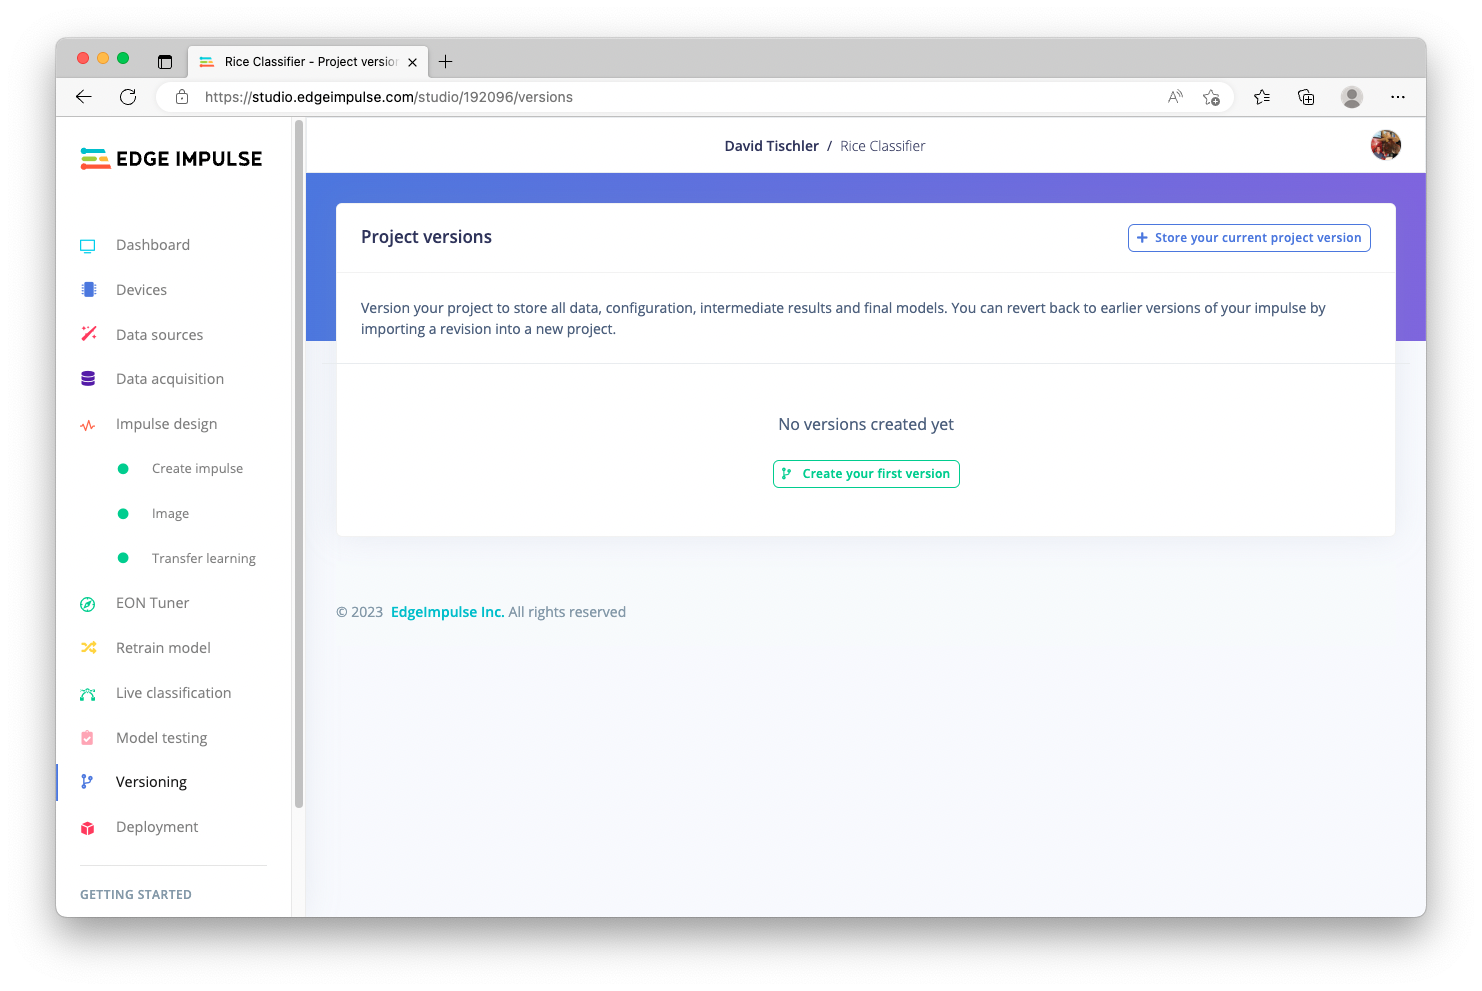 Rice Classifier - Project version
https://studio.edgeimpulse.com/studio/192096/versions
EDGE IMPULSE
David Tischler / Rice Classifier
Dashboard
Devices
Data sources
Data acquisition
Impulse design
Create impulse
Image
Transfer learning
EON Tuner
Retrain model
Live classification
Model testing
Versioning
Deployment
GETTING STARTED
Project versions
+ Store your current project version
Version your project to store all data, configuration, intermediate results and final models. You can revert back to earlier versions of your impulse by
importing a revision into a new project.
No versions created yet
Create your first version
© 2023 EdgeImpulse Inc. All rights reserved